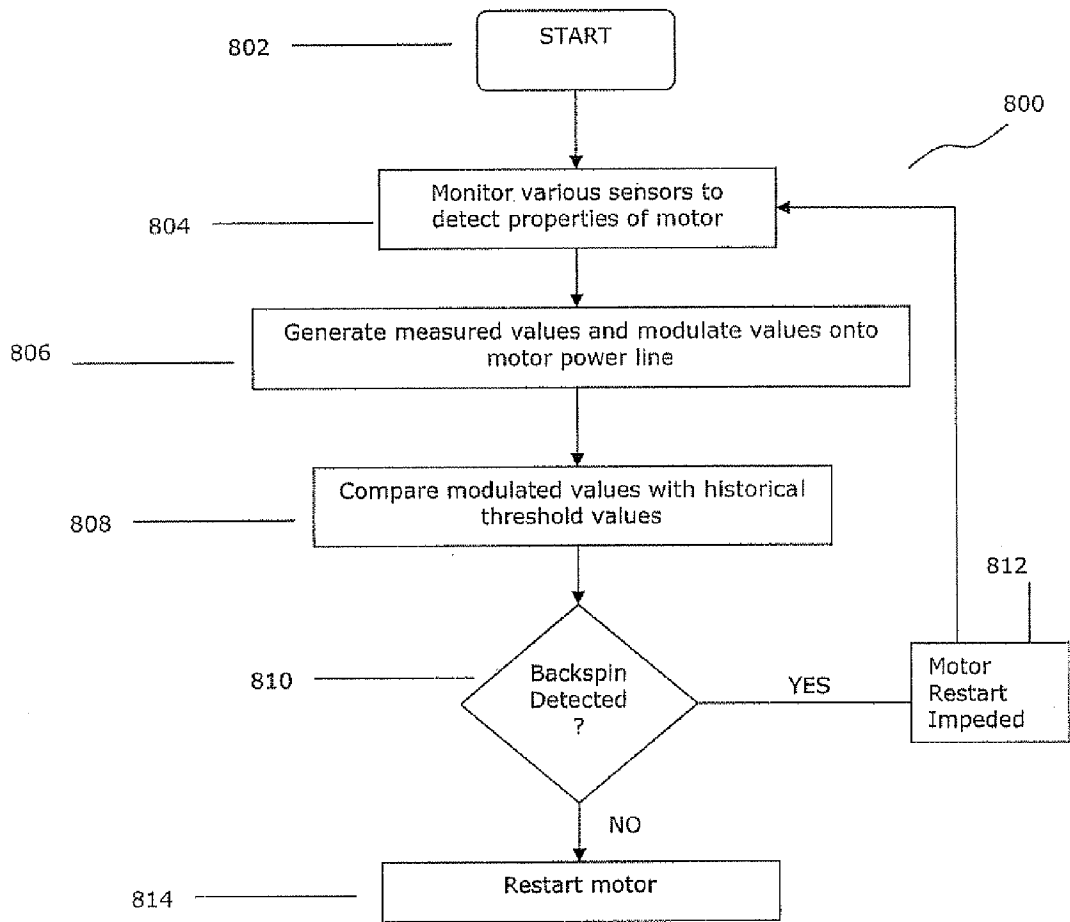 802
START
800
804
Monitor various sensors to
detect properties of motor
806
Generate measured values and modulate values onto
motor power line
808
Compare modulated values with historical
threshold values
812
810
Backspin
Detected
?
YES
Motor
Restart
Impeded
NO
814
Restart motor